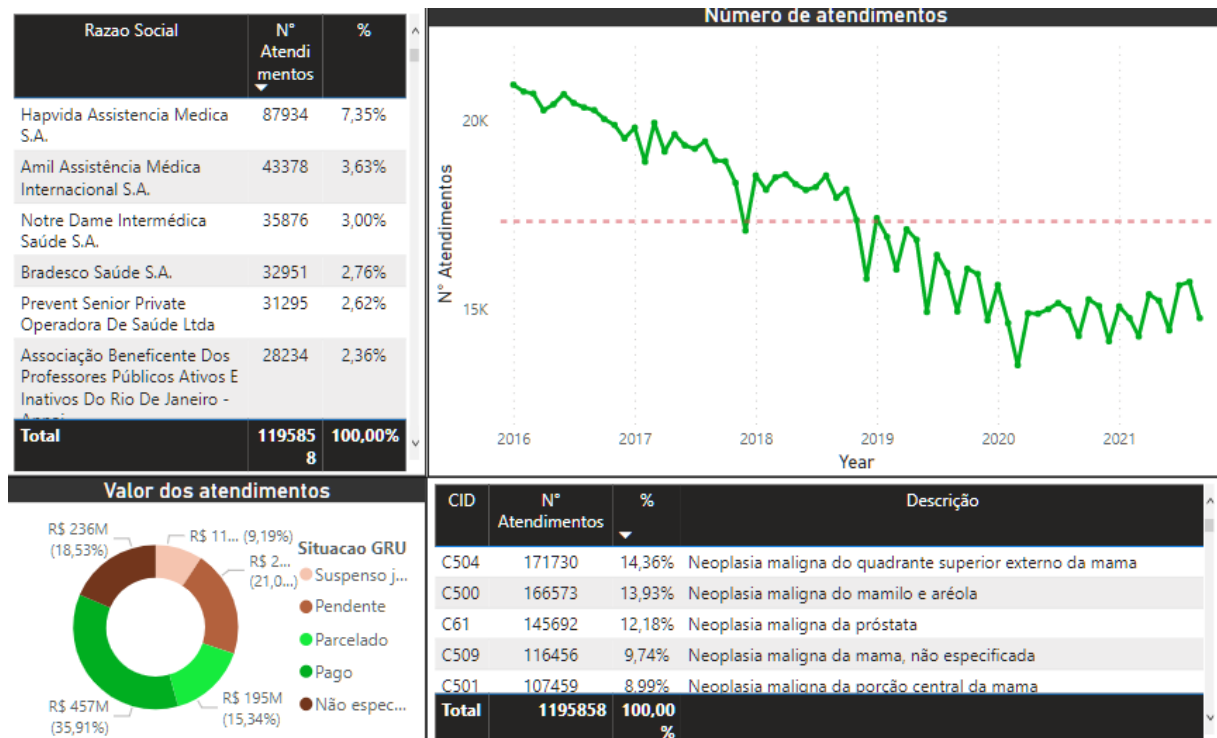 Razao Social
N°
Atendi
mentos
%
Hapvida Assistencia Medica
S.A.
87934
7,35%
Amil Assistência Médica
Internacional S.A.
43378
3,63%
Notre Dame Intermédica
Saúde S.A.
35876
3,00%
Bradesco Saúde S.A.
32951
2,76%
Prevent Senior Private
Operadora De Saúde Ltda
31295
2,62%
Associação Beneficente Dos
Professores Públicos Ativos E
Inativos Do Rio De Janeiro -
28234
2,36%
Total
119585
8
100,00%
Número de atendimentos
N° Atendimentos
20K
15K
2016
2017
2018
2019
2020
2021
Year
Valor dos atendimentos
R$ 236M
(18,53%)
R$ 11... (9,19%)
R$ 2...
(21,0...)
R$ 195M
(15,34%)
R$ 457M
(35,91%)
Situacao GRU
Suspenso j...
Pendente
Parcelado
Pago
Não espec...
CID
N°
Atendimentos
%
Descrição
C504
171730
14,36%
Neoplasia maligna do quadrante superior externo da mama
C500
166573
13,93%
Neoplasia maligna do mamilo e aréola
C61
145692
12,18%
Neoplasia maligna da próstata
C509
116456
9,74%
Neoplasia maligna da mama, não especificada
C501
107459
8,99%
Neoplasia maligna da porção central da mama
Total
1195858
100,00
%